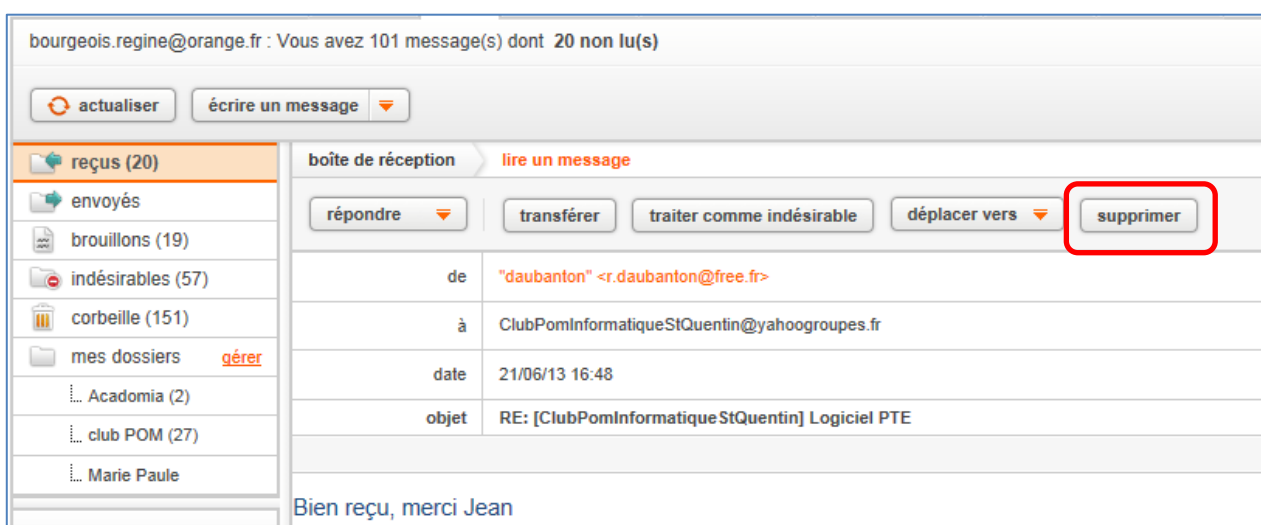 bourgeois.regine@orange.fr : Vous avez 101 message(s) dont 20 non lu(s)
actualiser
écrire un message
reçus (20)
envoyés
brouillons (19)
indésirables (57)
corbeille (151)
mes dossiers gérer
Acadomia (2)
club POM (27)
Marie Paule
boîte de réception lire un message
répondre transférer traiter comme indésirable déplacer vers supprimer
de "daubanton" <r.daubanton@free.fr>
à ClubPomInformatiqueStQuentin@yahoogroupes.fr
date 21/06/13 16:48
objet RE: [ClubPomInformatiqueStQuentin] Logiciel PTE
Bien reçu, merci Jean